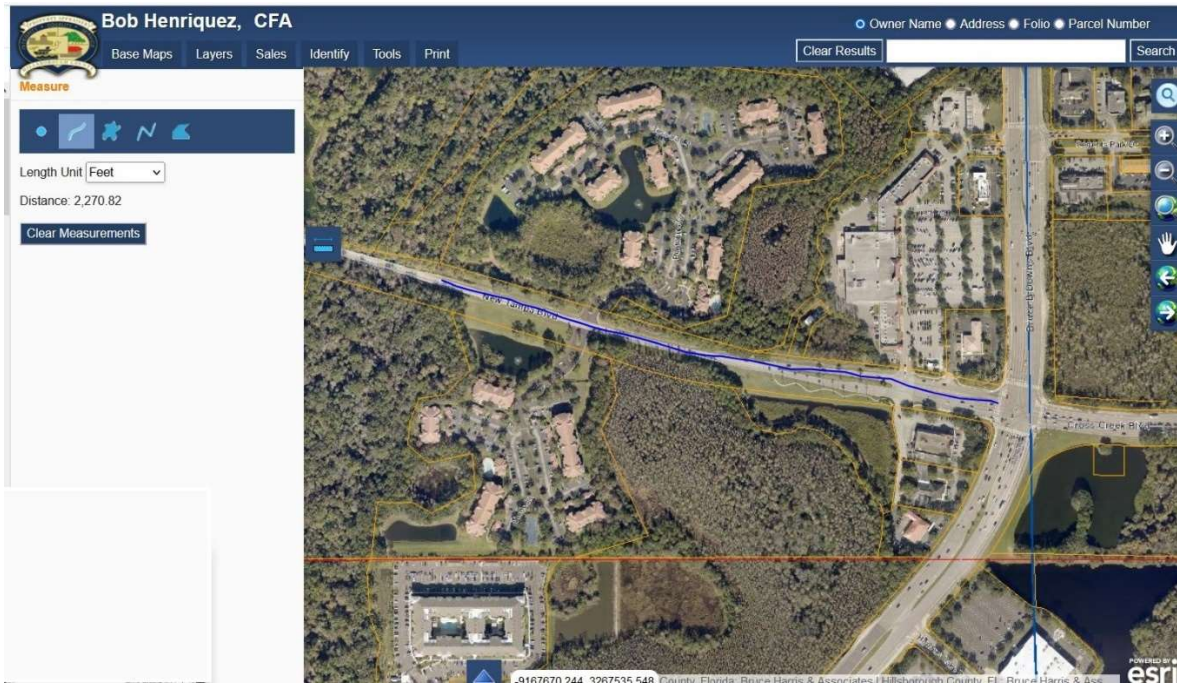 Bob Henriquez, CFA
Owner Name Address Folio Parcel Number
Base Maps Layers Sales Identify Tools Print
Clear Results Search
Measure
Length Unit Feet
Distance: 2,270.82
Clear Measurements
New Tampa Blvd
Bruce B Downs Blvd
Cross Creek Blvd
-9167670.244, 3267535.548
County, Florida, Bruce Harris & Associates | Hillsborough County, FL, Bruce Harris & Ass
POWERED BY
esri